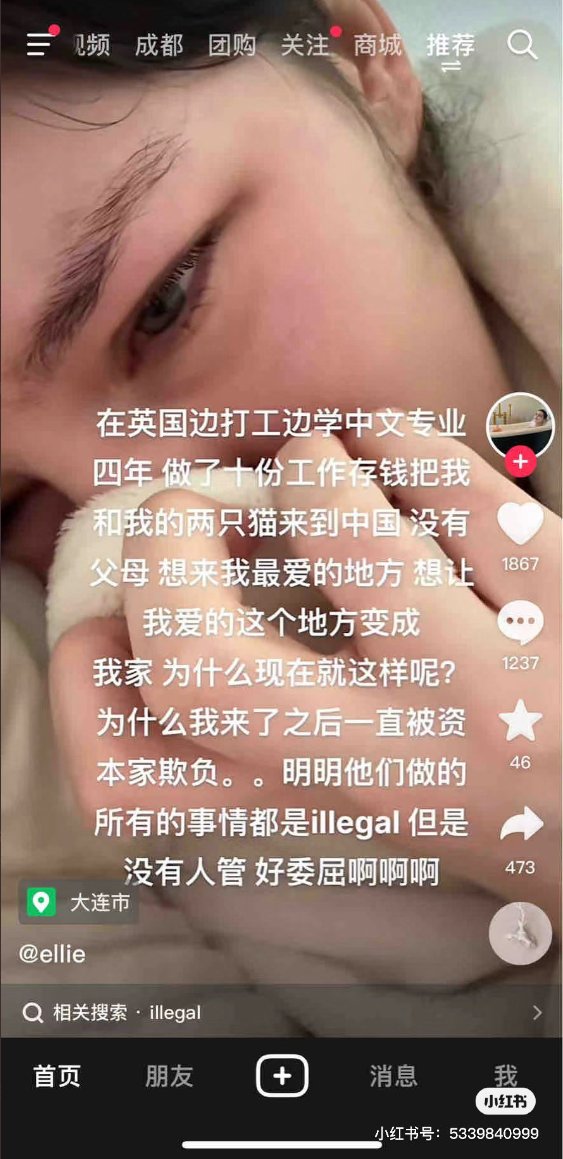 视频 成都 团购 关注 商城 推荐
在英国边打工边学中文专业
四年 做了十份工作存钱把我
和我的两只猫来到中国 没有
父母 想来我最爱的地方 想让
我爱的这个地方变成
我家 为什么现在就这样呢?
为什么我来了之后一直被资
本家欺负。。明明他们做的
所有的事情都是illegal 但是
没有人管 好委屈啊啊啊
1867
1237
46
473
大连市
@ellie
相关搜索 · illegal
首页 朋友 消息 我
小红书
小红书号：5339840999